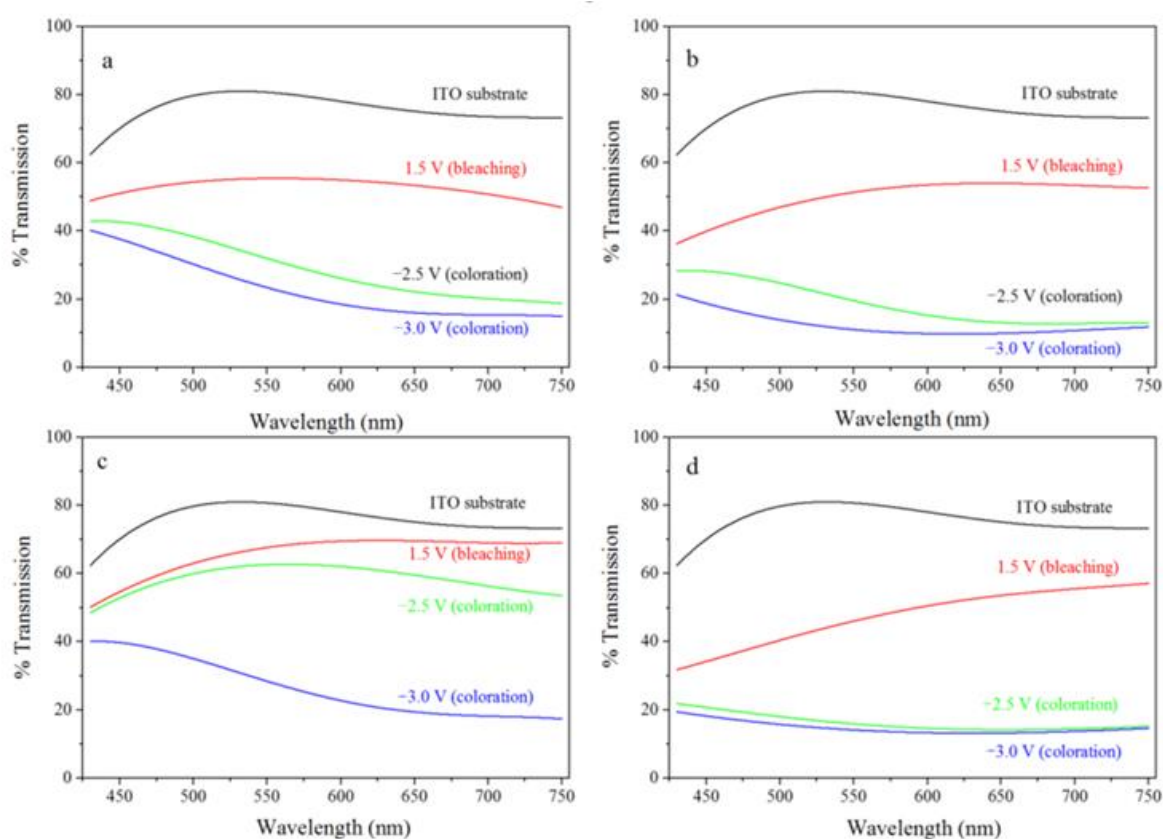 a
ITO substrate
1.5 V (bleaching)
−2.5 V (coloration)
−3.0 V (coloration)
% Transmission
100
80
60
40
20
0
450 500 550 600 650 700 750
Wavelength (nm)
b
ITO substrate
1.5 V (bleaching)
−2.5 V (coloration)
−3.0 V (coloration)
% Transmission
100
80
60
40
20
0
450 500 550 600 650 700 750
Wavelength (nm)
c
ITO substrate
1.5 V (bleaching)
−2.5 V (coloration)
−3.0 V (coloration)
% Transmission
100
80
60
40
20
0
450 500 550 600 650 700 750
Wavelength (nm)
d
ITO substrate
1.5 V (bleaching)
−2.5 V (coloration)
−3.0 V (coloration)
% Transmission
100
80
60
40
20
0
450 500 550 600 650 700 750
Wavelength (nm)